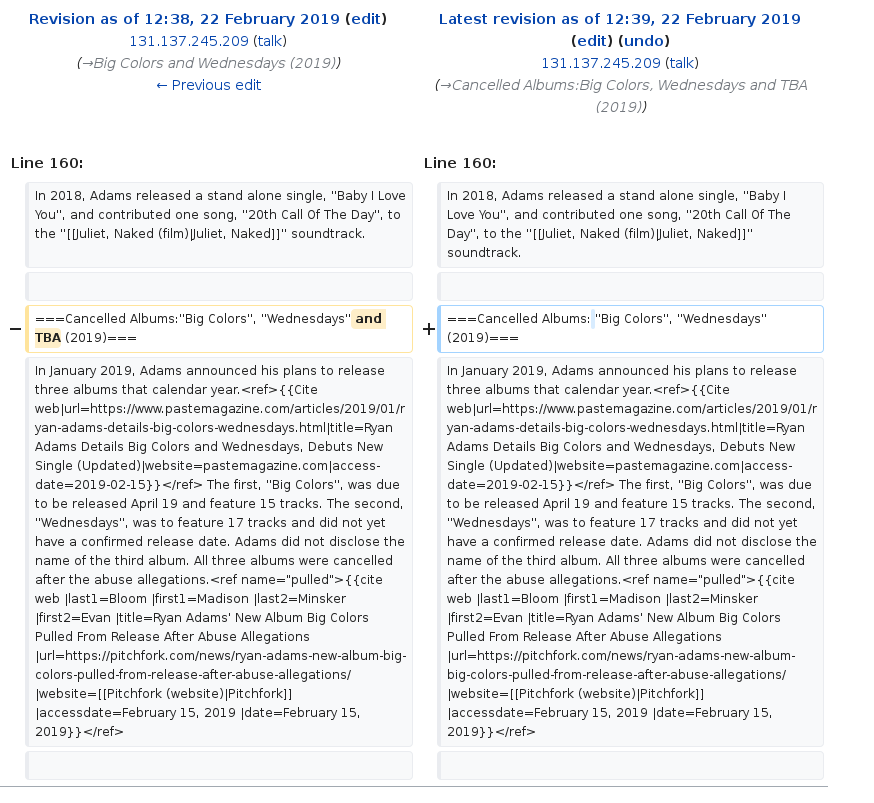 Revision as of 12:38, 22 February 2019 (edit)
131.137.245.209 (talk)
(→Big Colors and Wednesdays (2019))
← Previous edit
Latest revision as of 12:39, 22 February 2019
(edit) (undo)
131.137.245.209 (talk)
(→Cancelled Albums:Big Colors, Wednesdays and TBA
(2019))
Line 160:
Line 160:
In 2018, Adams released a stand alone single, "Baby I Love
You", and contributed one song, "20th Call Of The Day", to
the ''[[Juliet, Naked (film)|Juliet, Naked]]'' soundtrack.
In 2018, Adams released a stand alone single, "Baby I
Love You", and contributed one song, "20th Call Of The
Day", to the ''[[Juliet, Naked (film)|Juliet, Naked]]''
soundtrack.
− ===Cancelled Albums:''Big Colors'', ''Wednesdays'' and
TBA (2019)===
+ ===Cancelled Albums: ''Big Colors'', ''Wednesdays''
(2019)===
In January 2019, Adams announced his plans to release
three albums that calendar year.<ref>{{Cite
web|url=https://www.pastemagazine.com/articles/2019/01/r
yan-adams-details-big-colors-wednesdays.html|title=Ryan
Adams Details Big Colors and Wednesdays, Debuts New
Single (Updated)|website=pastemagazine.com|access-
date=2019-02-15}}</ref> The first, ''Big Colors'', was due
to be released April 19 and feature 15 tracks. The second,
''Wednesdays'', was to feature 17 tracks and did not yet
have a confirmed release date. Adams did not disclose the
name of the third album. All three albums were cancelled
after the abuse allegations.<ref name="pulled">{{cite
web |last1=Bloom |first1=Madison |last2=Minsker
|first2=Evan |title=Ryan Adams' New Album Big Colors
Pulled From Release After Abuse Allegations
|url=https://pitchfork.com/news/ryan-adams-new-album-big-
colors-pulled-from-release-after-abuse-allegations/
|website=[[Pitchfork (website)|Pitchfork]]
|accessdate=February 15, 2019 |date=February 15,
2019}}</ref>
In January 2019, Adams announced his plans to release
three albums that calendar year.<ref>{{Cite
web|url=https://www.pastemagazine.com/articles/2019/01/r
yan-adams-details-big-colors-wednesdays.html|title=Ryan
Adams Details Big Colors and Wednesdays, Debuts New
Single (Updated)|website=pastemagazine.com|access-
date=2019-02-15}}</ref> The first, ''Big Colors'', was due
to be released April 19 and feature 15 tracks. The second,
''Wednesdays'', was to feature 17 tracks and did not yet
have a confirmed release date. Adams did not disclose the
name of the third album. All three albums were cancelled
after the abuse allegations.<ref name="pulled">{{cite
web |last1=Bloom |first1=Madison |last2=Minsker
|first2=Evan |title=Ryan Adams' New Album Big Colors
Pulled From Release After Abuse Allegations
|url=https://pitchfork.com/news/ryan-adams-new-album-
big-colors-pulled-from-release-after-abuse-allegations/
|website=[[Pitchfork (website)|Pitchfork]]
|accessdate=February 15, 2019 |date=February 15,
2019}}</ref>